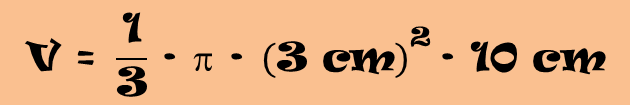 V = 1/3 · π · (3 cm)² · 10 cm